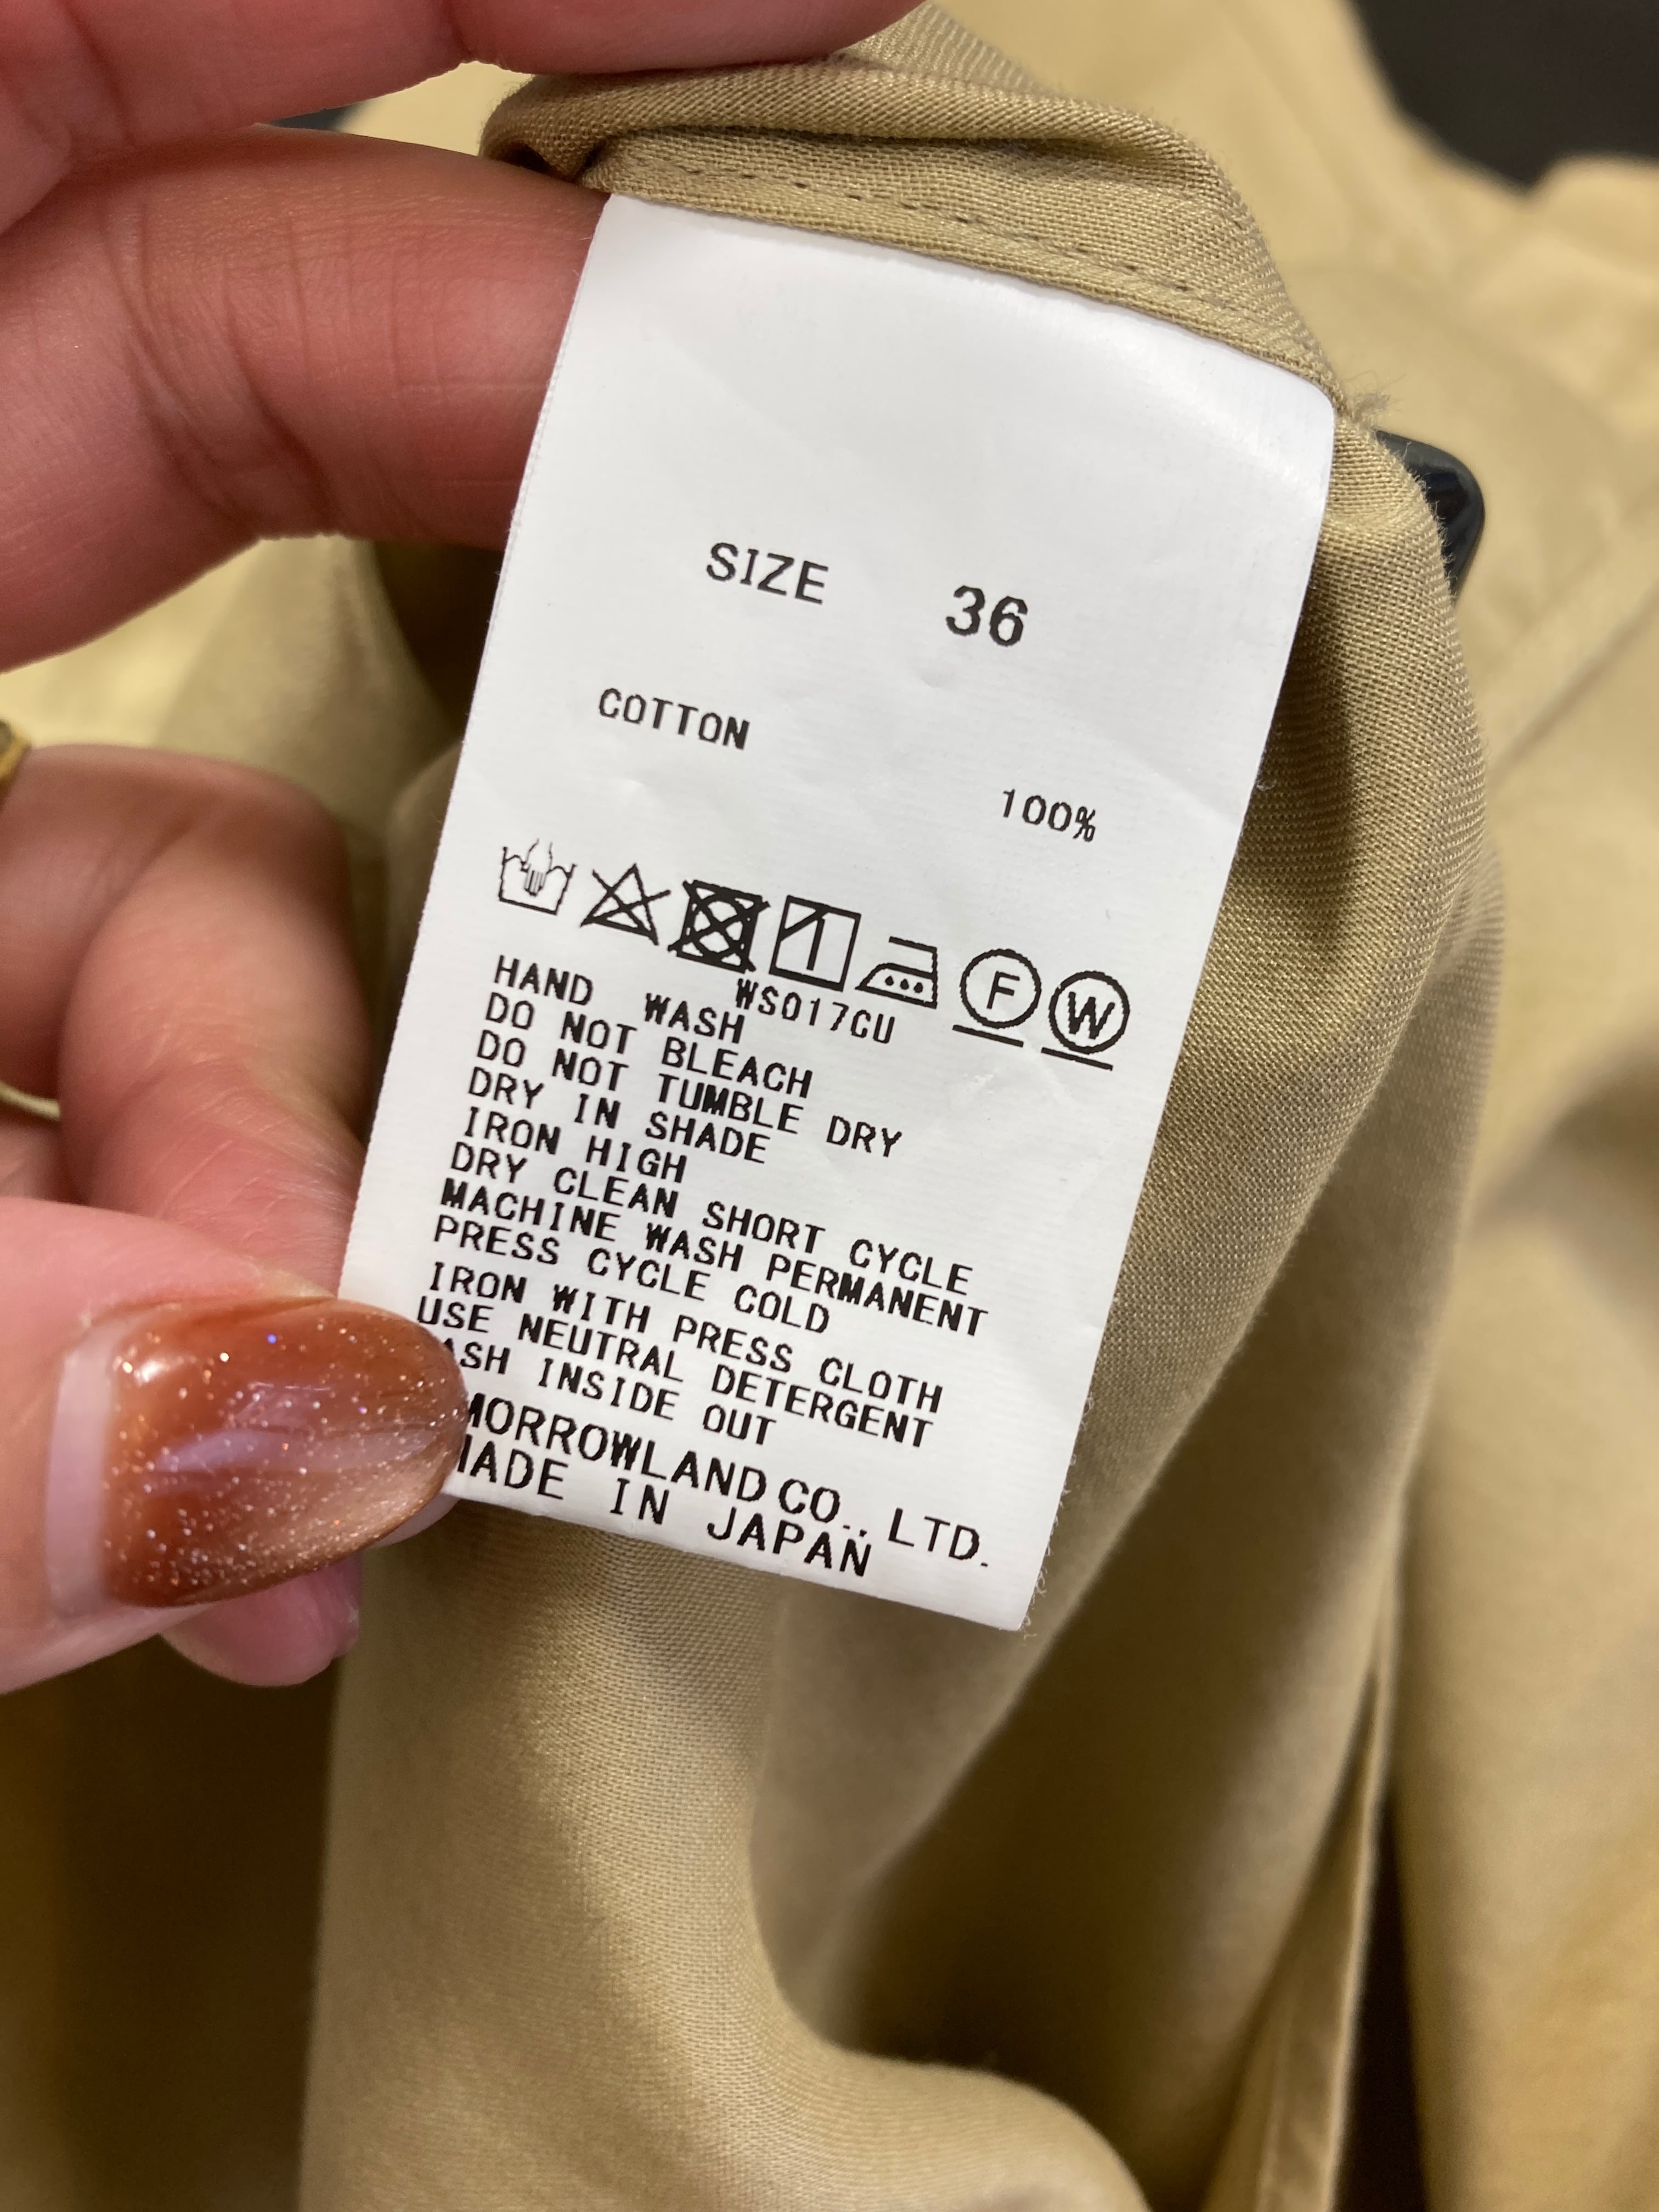 SIZE 36
COTTON
100%
F W
WS017CU
HAND WASH
DO NOT BLEACH
DO NOT TUMBLE DRY
DRY IN SHADE
IRON HIGH
DRY CLEAN SHORT CYCLE
MACHINE WASH PERMANENT
PRESS CYCLE COLD
IRON WITH PRESS CLOTH
USE NEUTRAL DETERGENT
ASH INSIDE OUT
MORROWLAND CO., LTD.
MADE IN JAPAN